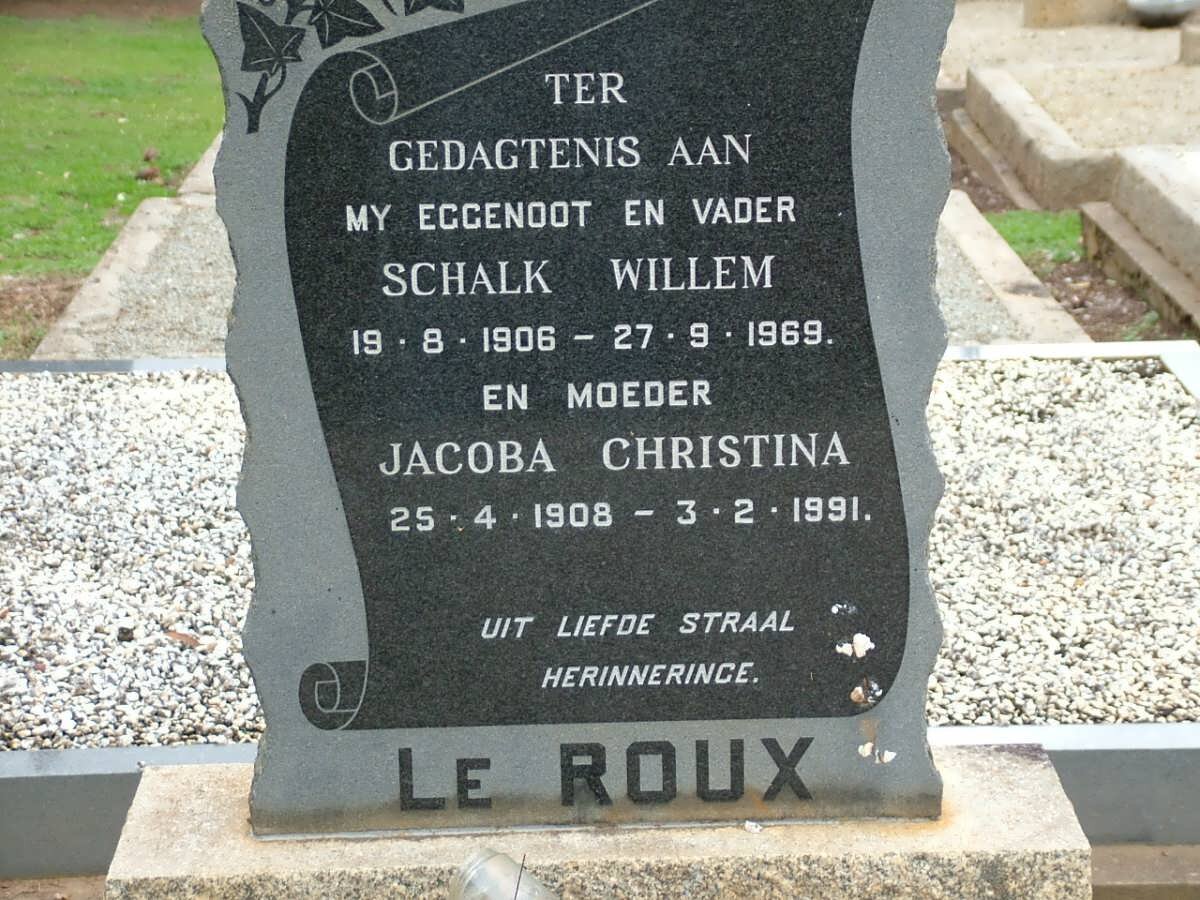 TER
GEDAGTENIS AAN
MY EGGENOOT EN VADER
SCHALK WILLEM
19·8·1906 – 27·9·1969.
EN MOEDER
JACOBA CHRISTINA
25·4·1908 – 3·2·1991.
UIT LIEFDE STRAAL
HERINNERINGE.
LE ROUX